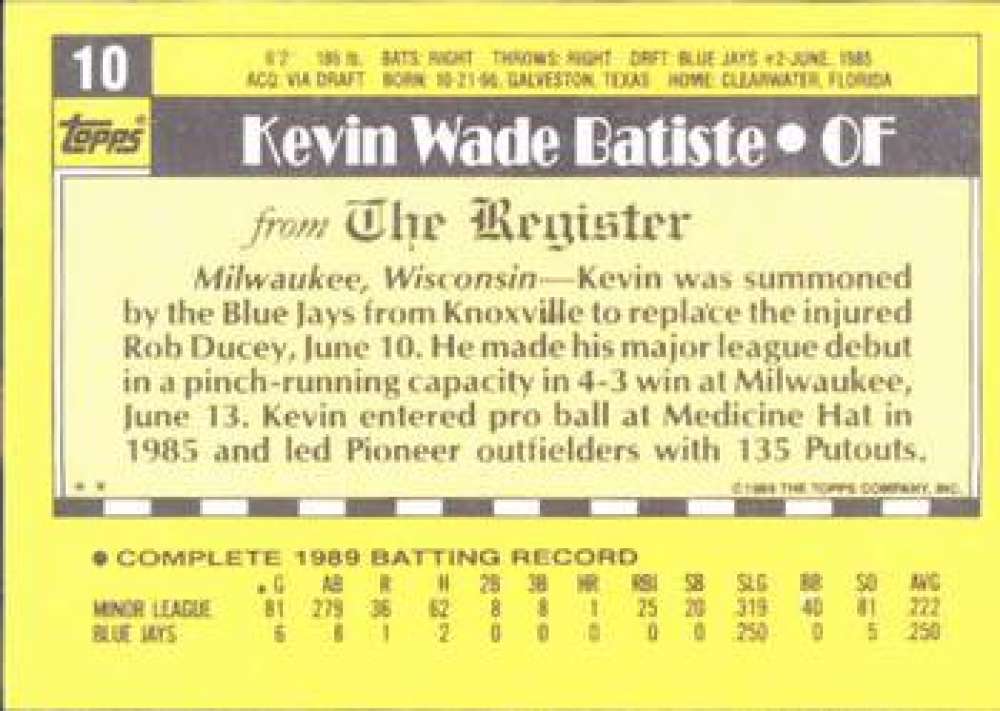 10
6'2" 185 lb. BATS: RIGHT THROWS: RIGHT DRFT: BLUE JAYS #2-JUNE, 1985
ACQ: VIA DRAFT BORN: 10-21-66, GALVESTON, TEXAS HOME: CLEARWATER, FLORIDA
Topps®
Kevin Wade Batiste • OF
from The Register
Milwaukee, Wisconsin—Kevin was summoned
by the Blue Jays from Knoxville to replace the injured
Rob Ducey, June 10. He made his major league debut
in a pinch-running capacity in 4-3 win at Milwaukee,
June 13. Kevin entered pro ball at Medicine Hat in
1985 and led Pioneer outfielders with 135 Putouts.
* * ©1989 THE TOPPS COMPANY, INC.
• COMPLETE 1989 BATTING RECORD
G AB R H 2B 3B HR RBI SB SLG BB SO AVG
MINOR LEAGUE 81 279 36 62 8 8 1 25 20 .319 40 81 .222
BLUE JAYS 6 8 1 2 0 0 0 0 0 .250 0 5 .250